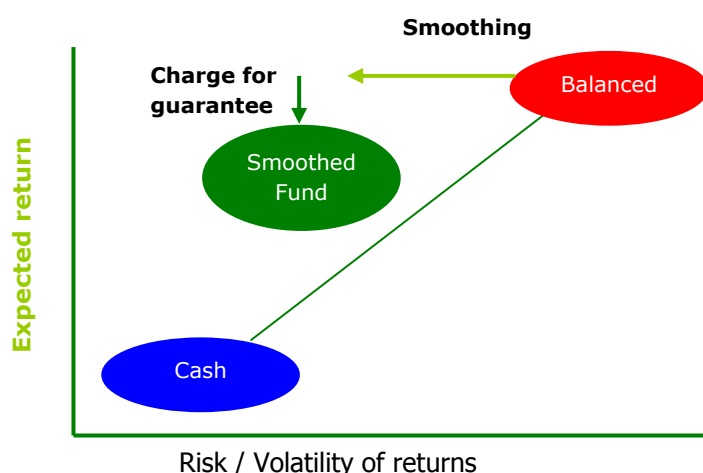 Smoothing
Charge for
guarantee
Balanced
Smoothed
Fund
Expected return
Cash
Risk / Volatility of returns